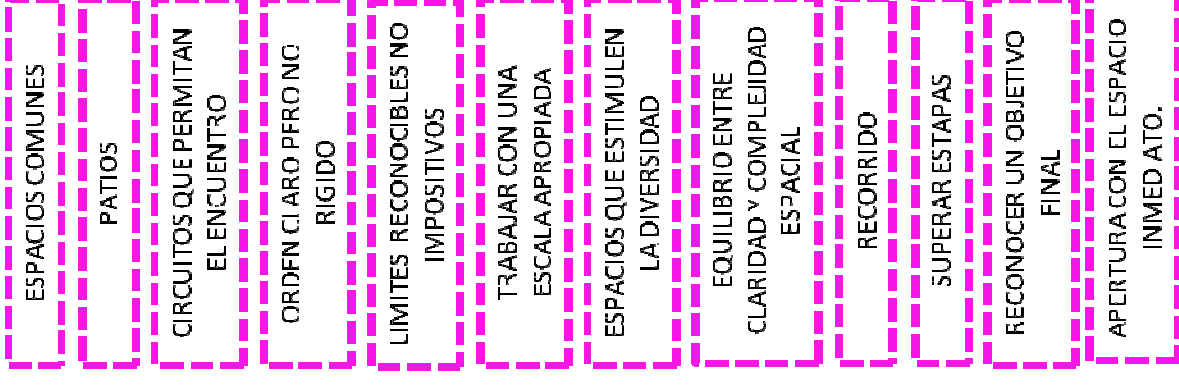 ESPACIOS COMUNES
PATIOS
CIRCUITOS QUE PERMITAN
EL ENCUENTRO
ORDEN CLARO PERO NO
RIGIDO
LIMITES RECONOCIBLES NO
IMPOSITIVOS
TRABAJAR CON UNA
ESCALA APROPIADA
ESPACIOS QUE ESTIMULEN
LA DIVERSIDAD
EQUILIBRIO ENTRE
CLARIDAD Y COMPLEJIDAD
ESPACIAL
RECORRIDO
SUPERAR ESTAPAS
RECONOCER UN OBJETIVO
FINAL
APERTURA CON EL ESPACIO
INMEDIATO.